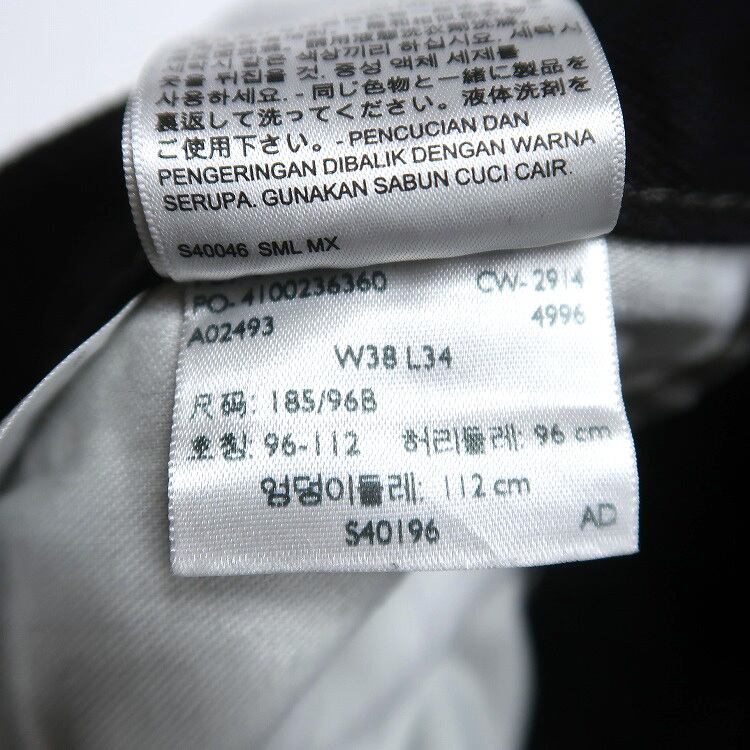 색상끼리 하십시요. 세탁시
옷을 뒤집을 것. 중성 액체 세제를
사용하세요. - 同じ色物と一緒に製品を
裏返して洗ってください。液体洗剤を
ご使用下さい。- PENCUCIAN DAN
PENGERINGAN DIBALIK DENGAN WARNA
SERUPA. GUNAKAN SABUN CUCI CAIR.
S40046 SML MX
PO-4100236360 CW-2914
A02493 4996
W38 L34
尺码: 185/96B
호칭: 96-112 허리둘레: 96 cm
엉덩이둘레: 112 cm
S40196 AD